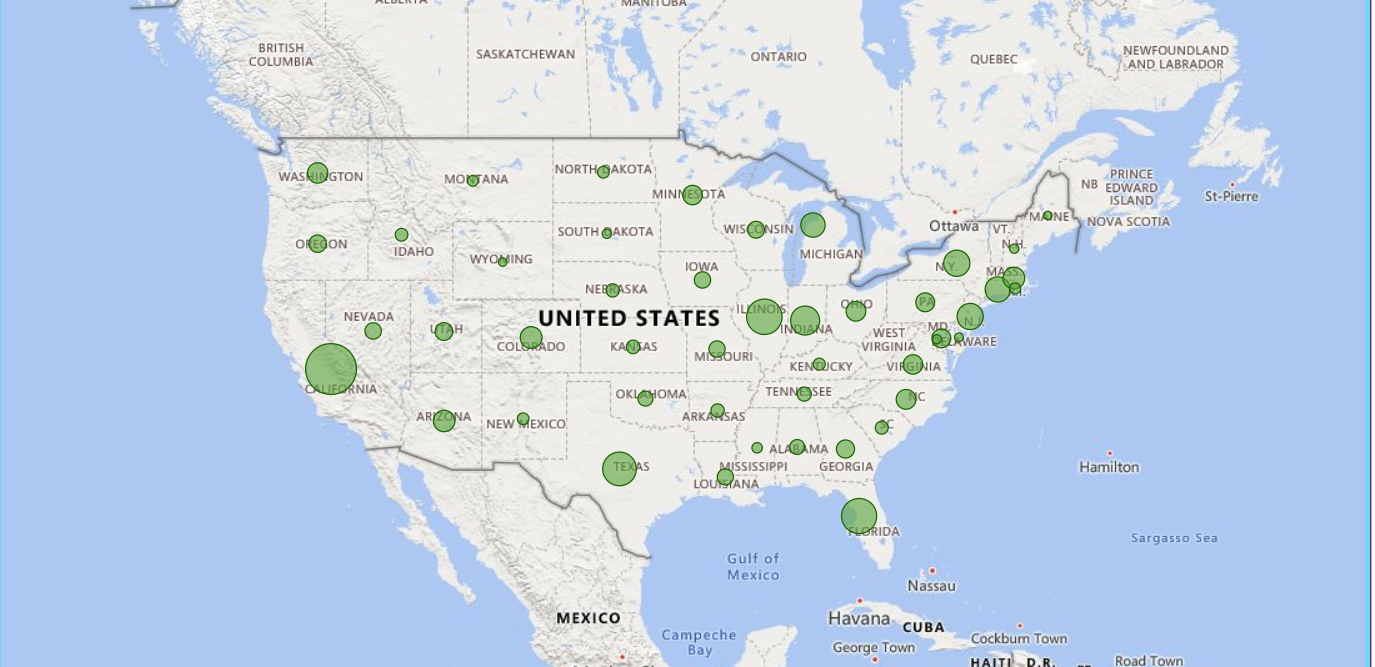 ALBERTA
MANITOBA
BRITISH
COLUMBIA
SASKATCHEWAN
ONTARIO
QUEBEC
NEWFOUNDLAND
AND LABRADOR
WASHINGTON
MONTANA
NORTH DAKOTA
MINNESOTA
NB
PRINCE
EDWARD
ISLAND
St-Pierre
OREGON
IDAHO
SOUTH DAKOTA
WISCONSIN
MICHIGAN
Ottawa
VT.
N.H.
MAINE
NOVA SCOTIA
WYOMING
IOWA
N.Y.
MASS.
NEBRASKA
NEVADA
UTAH
COLORADO
UNITED STATES
KANSAS
MISSOURI
ILLINOIS
INDIANA
OHIO
PA
N.J.
WEST
VIRGINIA
MD.
DELAWARE
CALIFORNIA
KENTUCKY
VIRGINIA
ARIZONA
NEW MEXICO
OKLAHOMA
ARKANSAS
TENNESSEE
NC
SC
TEXAS
LOUISIANA
MISSISSIPPI
ALABAMA
GEORGIA
Hamilton
FLORIDA
Sargasso Sea
Gulf of
Mexico
Nassau
MEXICO
Campeche
Bay
Havana
CUBA
Cockburn Town
George Town
HAITI
D.R.
Road Town